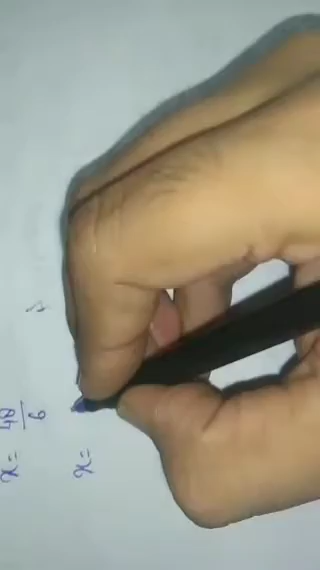 x = 48/6
x =